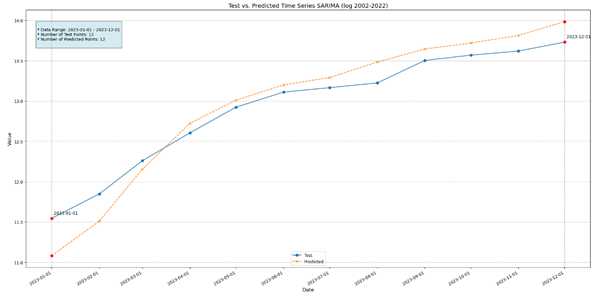 Test vs. Predicted Time Series SARIMA (log 2002-2022)
* Data Range: 2023-01-01 - 2023-12-01
* Number of Test Points: 12
* Number of Predicted Points: 12
14.0
13.5
13.0
12.5
12.0
11.5
11.0
Value
2023-01-01
2023-12-01
Test
Predicted
2023-01-01
2023-02-01
2023-03-01
2023-04-01
2023-05-01
2023-06-01
2023-07-01
2023-08-01
2023-09-01
2023-10-01
2023-11-01
2023-12-01
Date